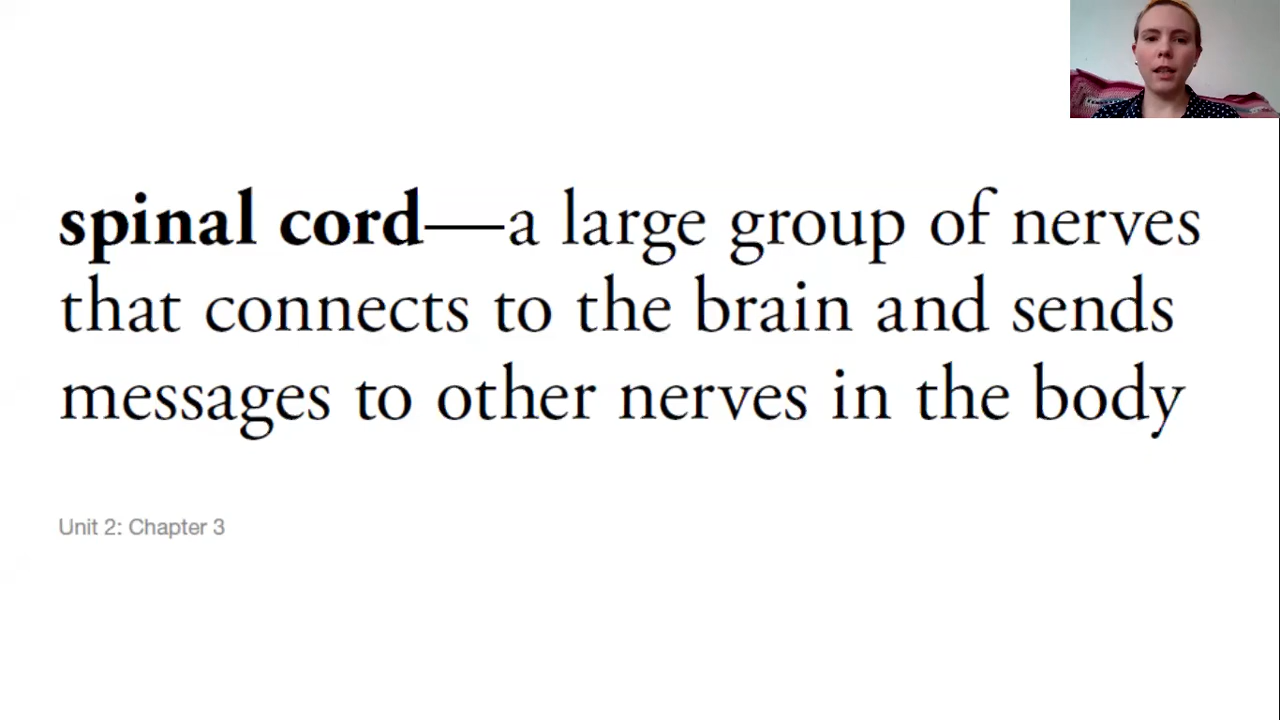 spinal cord—a large group of nerves
that connects to the brain and sends
messages to other nerves in the body
Unit 2: Chapter 3